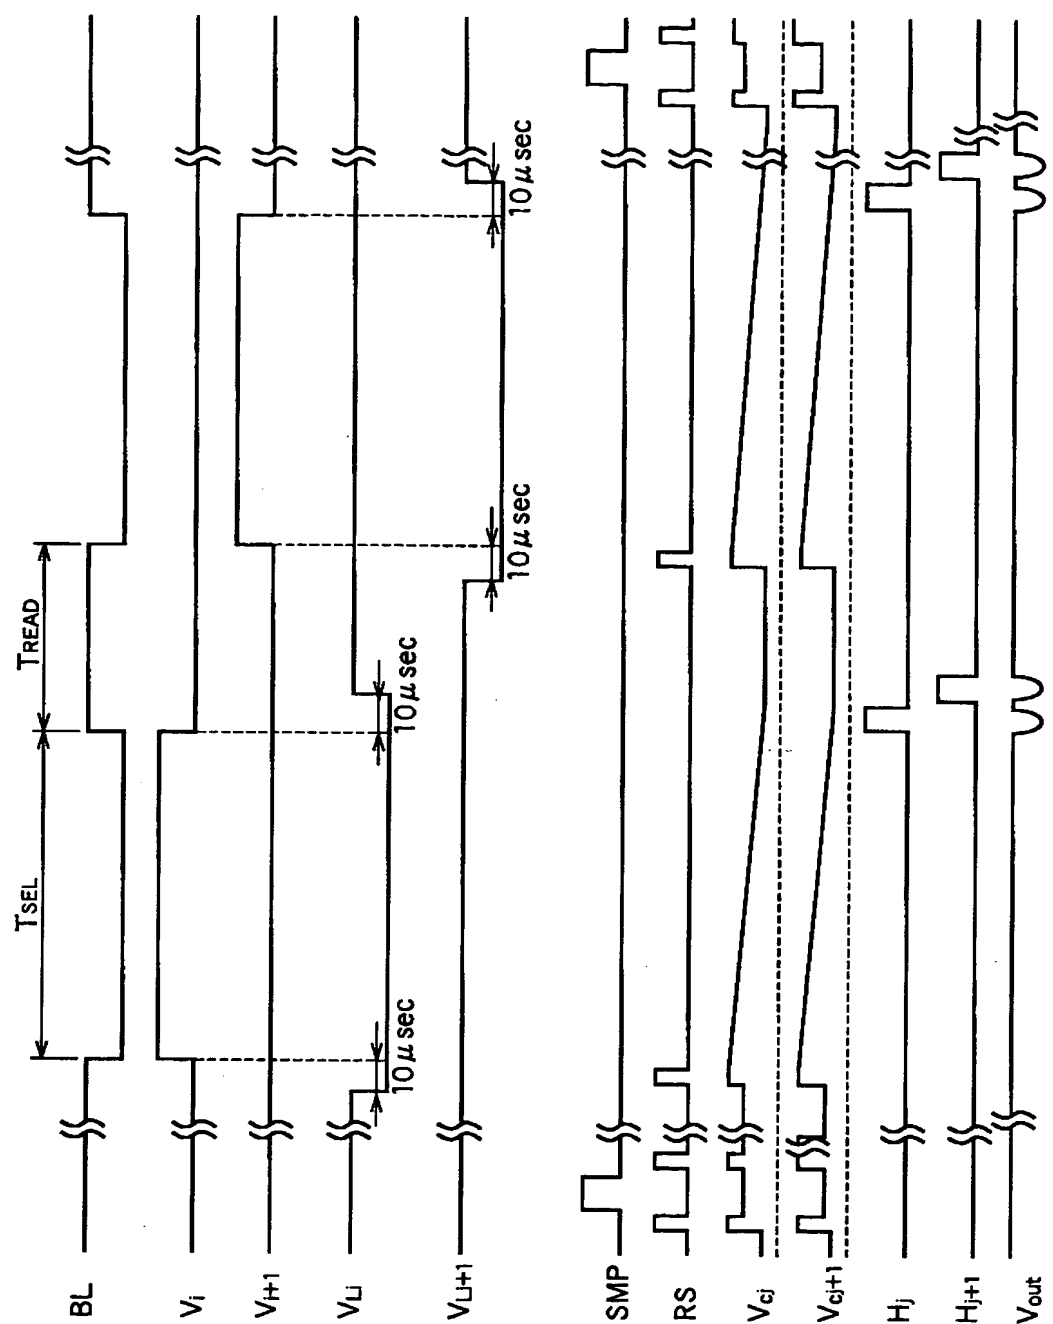 TSEL
TREAD
BL
Vi
Vi+1
VLi
10μsec
10μsec
VLi+1
10μsec
10μsec
SMP
RS
Vcj
Vcj+1
Hj
Hj+1
Vout